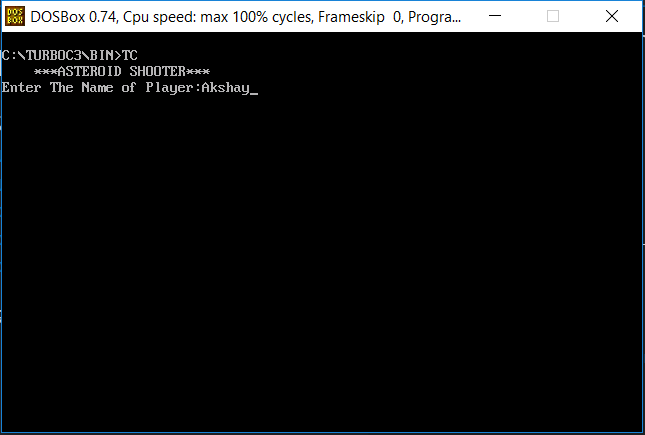 DOSBox 0.74, Cpu speed: max 100% cycles, Frameskip 0, Progra...
C:\TURBOC3\BIN>TC
***ASTEROID SHOOTER***
Enter The Name of Player:Akshay_